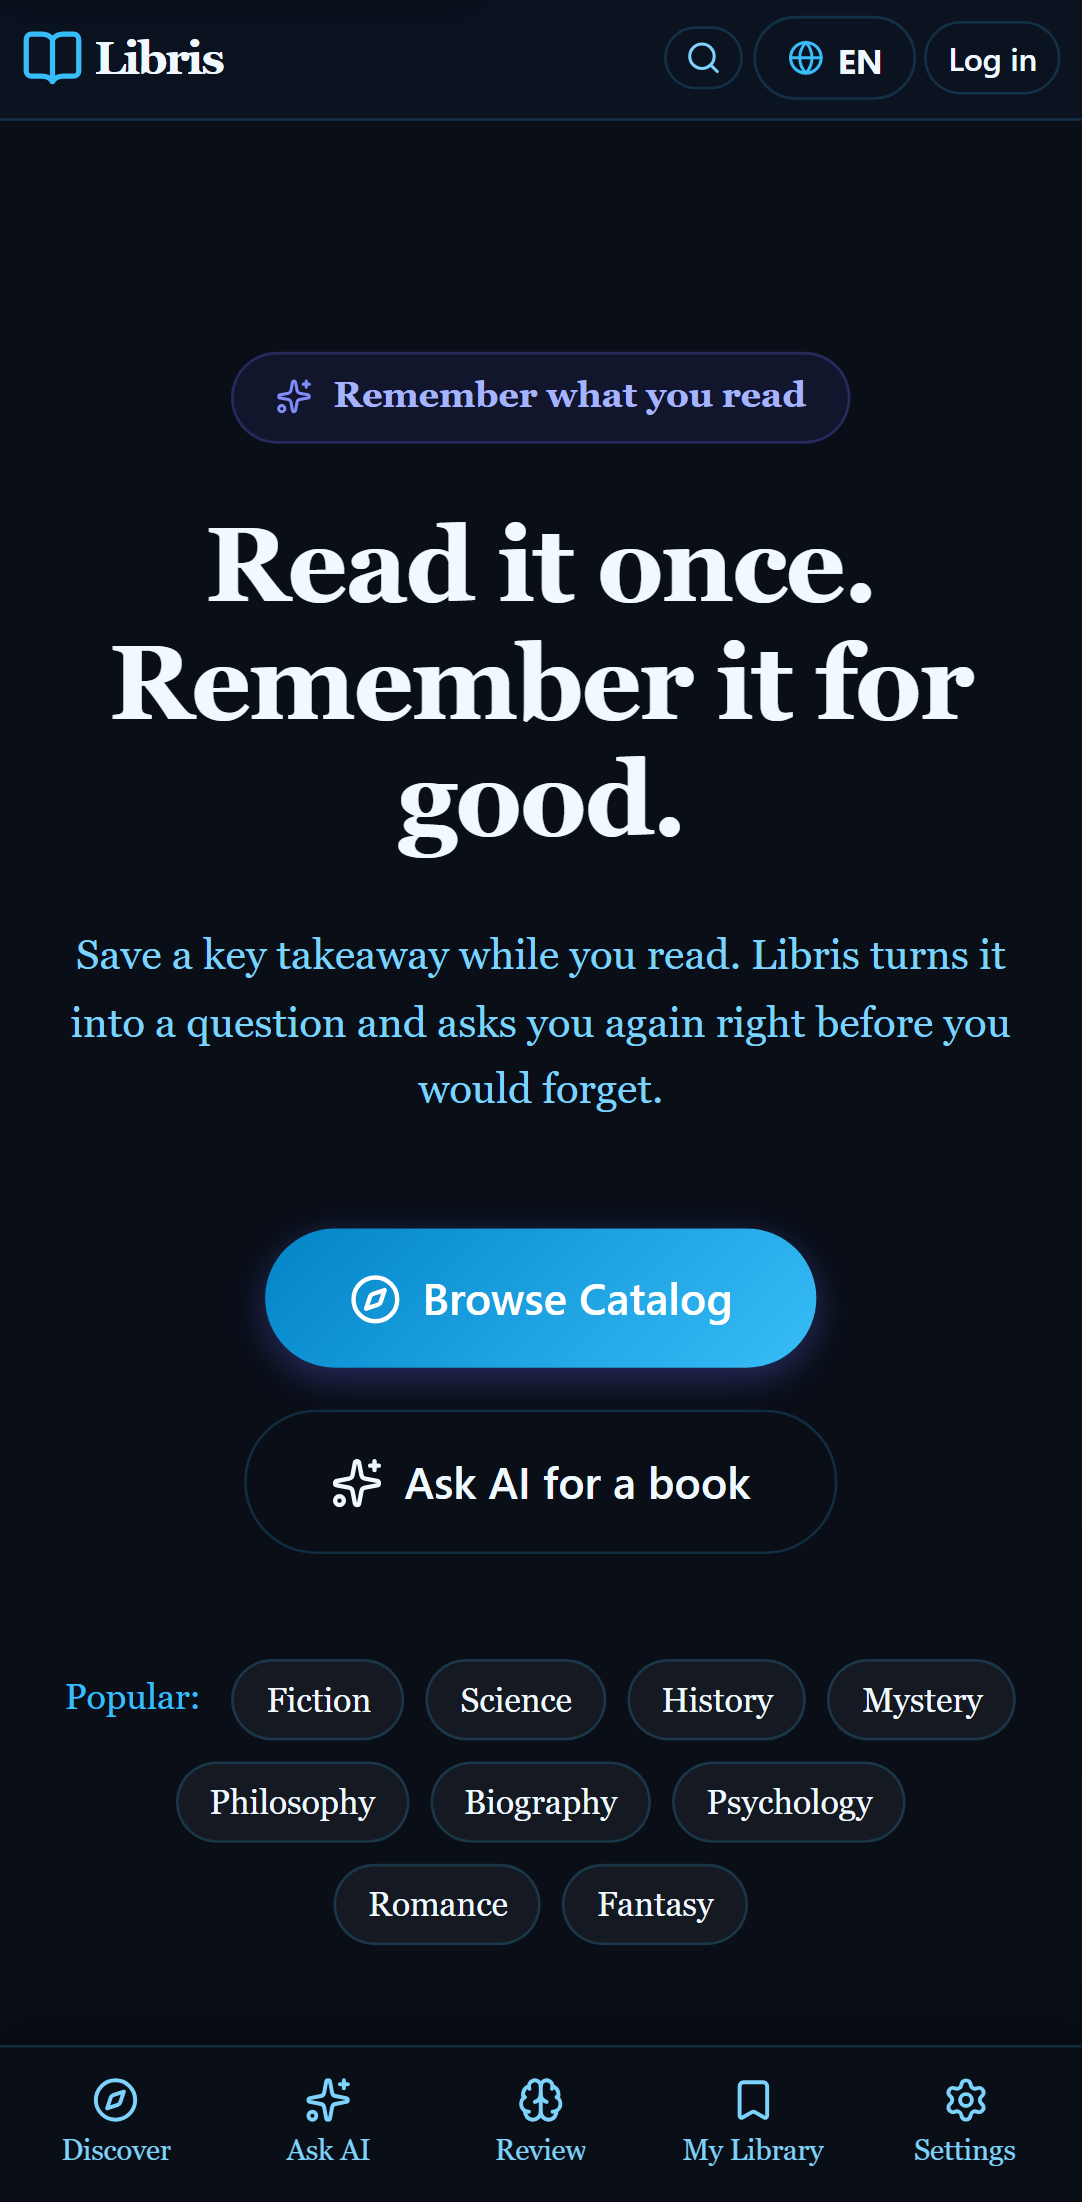 Libris
EN
Log in
Remember what you read
Read it once.
Remember it for
good.
Save a key takeaway while you read. Libris turns it
into a question and asks you again right before you
would forget.
Browse Catalog
Ask AI for a book
Popular: Fiction Science History Mystery
Philosophy Biography Psychology
Romance Fantasy
Discover Ask AI Review My Library Settings